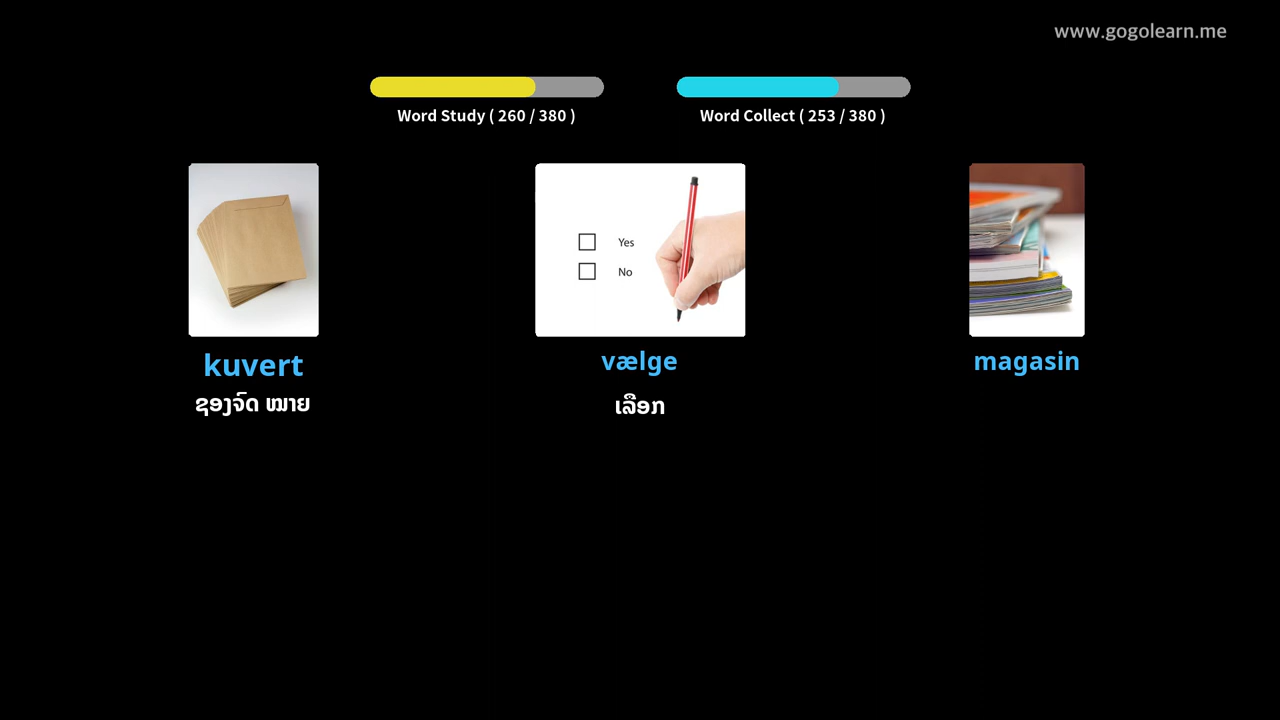 www.gogolearn.me
Word Study ( 260 / 380 )
Word Collect ( 253 / 380 )
Yes
No
kuvert
ຊອງຈົດ ໝາຍ
vælge
ເລືອກ
magasin